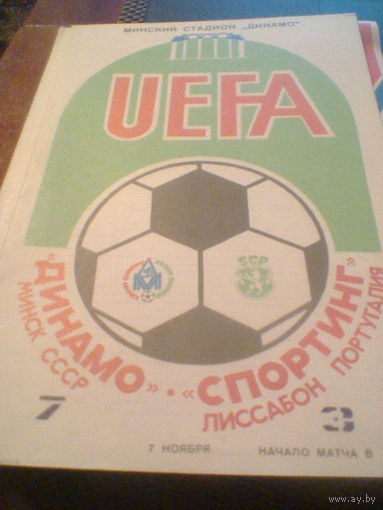 МИНСКИЙ СТАДИОН „ДИНАМО"
UEFA
SCP
М
«ДИНАМО» • «СПОРТИНГ»
МИНСК СССР
ЛИССАБОН ПОРТУГАЛИЯ
7
3
7 НОЯБРЯ
НАЧАЛО МАТЧА В
www.ay.by